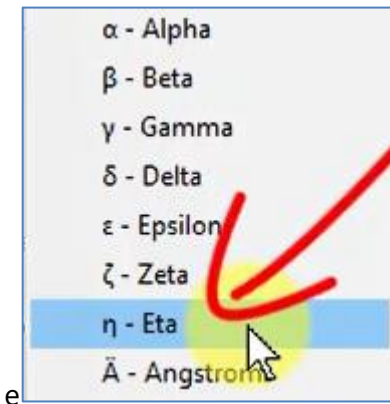 α - Alpha
β - Beta
γ - Gamma
δ - Delta
ε - Epsilon
ζ - Zeta
η - Eta
Ä - Angstrom
e